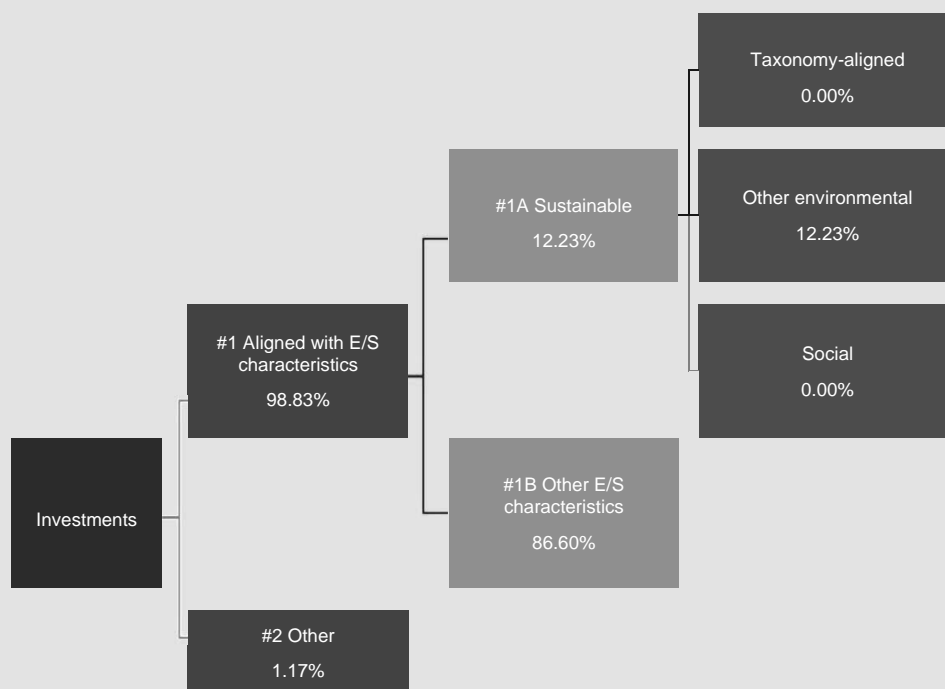 Investments
#1 Aligned with E/S
characteristics
98.83%
#2 Other
1.17%
#1A Sustainable
12.23%
#1B Other E/S
characteristics
86.60%
Taxonomy-aligned
0.00%
Other environmental
12.23%
Social
0.00%